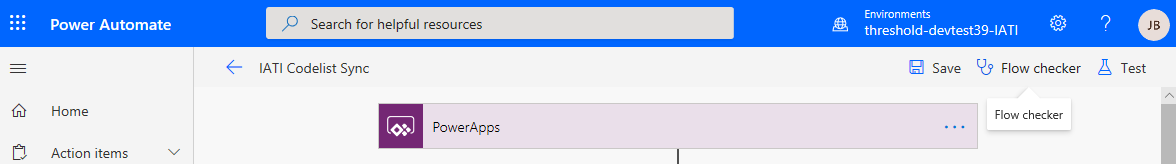 Power Automate
Search for helpful resources
Environments
threshold-devtest39-IATI
?
JB
IATI Codelist Sync
Save
Flow checker
Test
Home
Action items
PowerApps
...
Flow checker